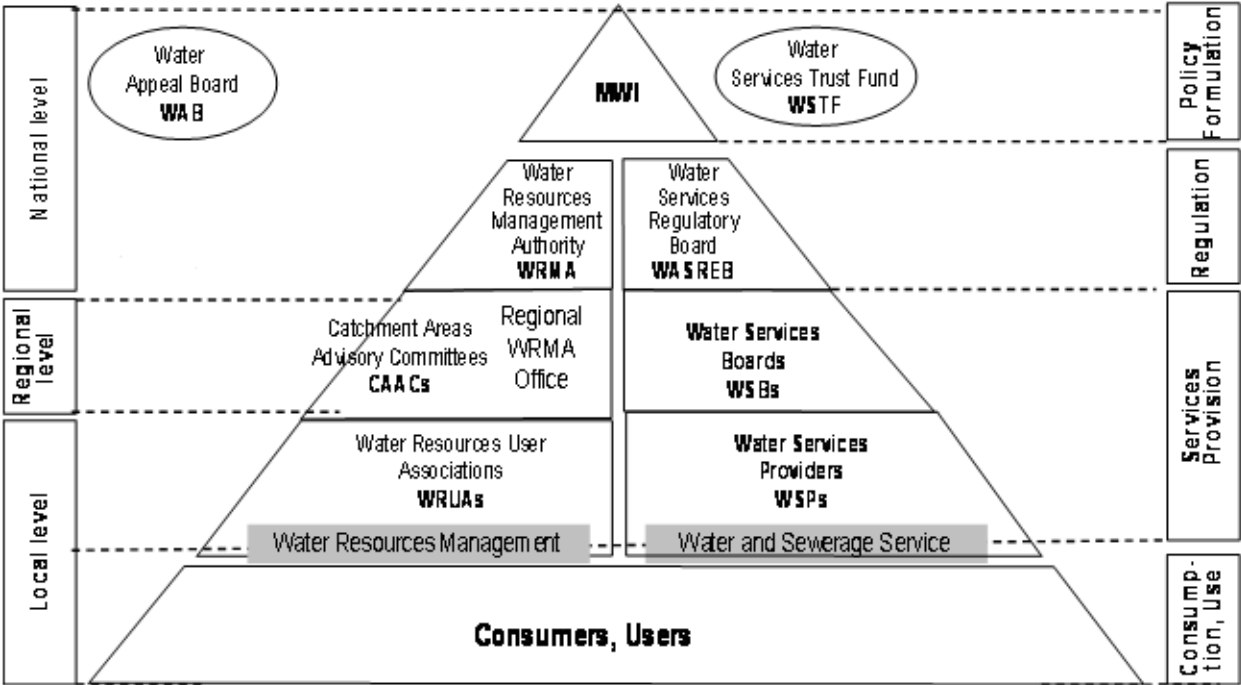 National level
Regional
level
Local level
Water
Appeal Board
WAB
MWI
Water
Services Trust Fund
WSTF
Water
Resources
Management
Authority
WRMA
Water
Services
Regulatory
Board
WASREB
Catchment Areas
Advisory Committees
CAACs
Regional
WRMA
Office
Water Services
Boards
WSBs
Water Resources User
Associations
WRUAs
Water Services
Providers
WSPs
Water Resources Management
Water and Sewerage Service
Consumers, Users
Policy
Formulation
Regulation
Services
Provision
Consump-
tion, Use